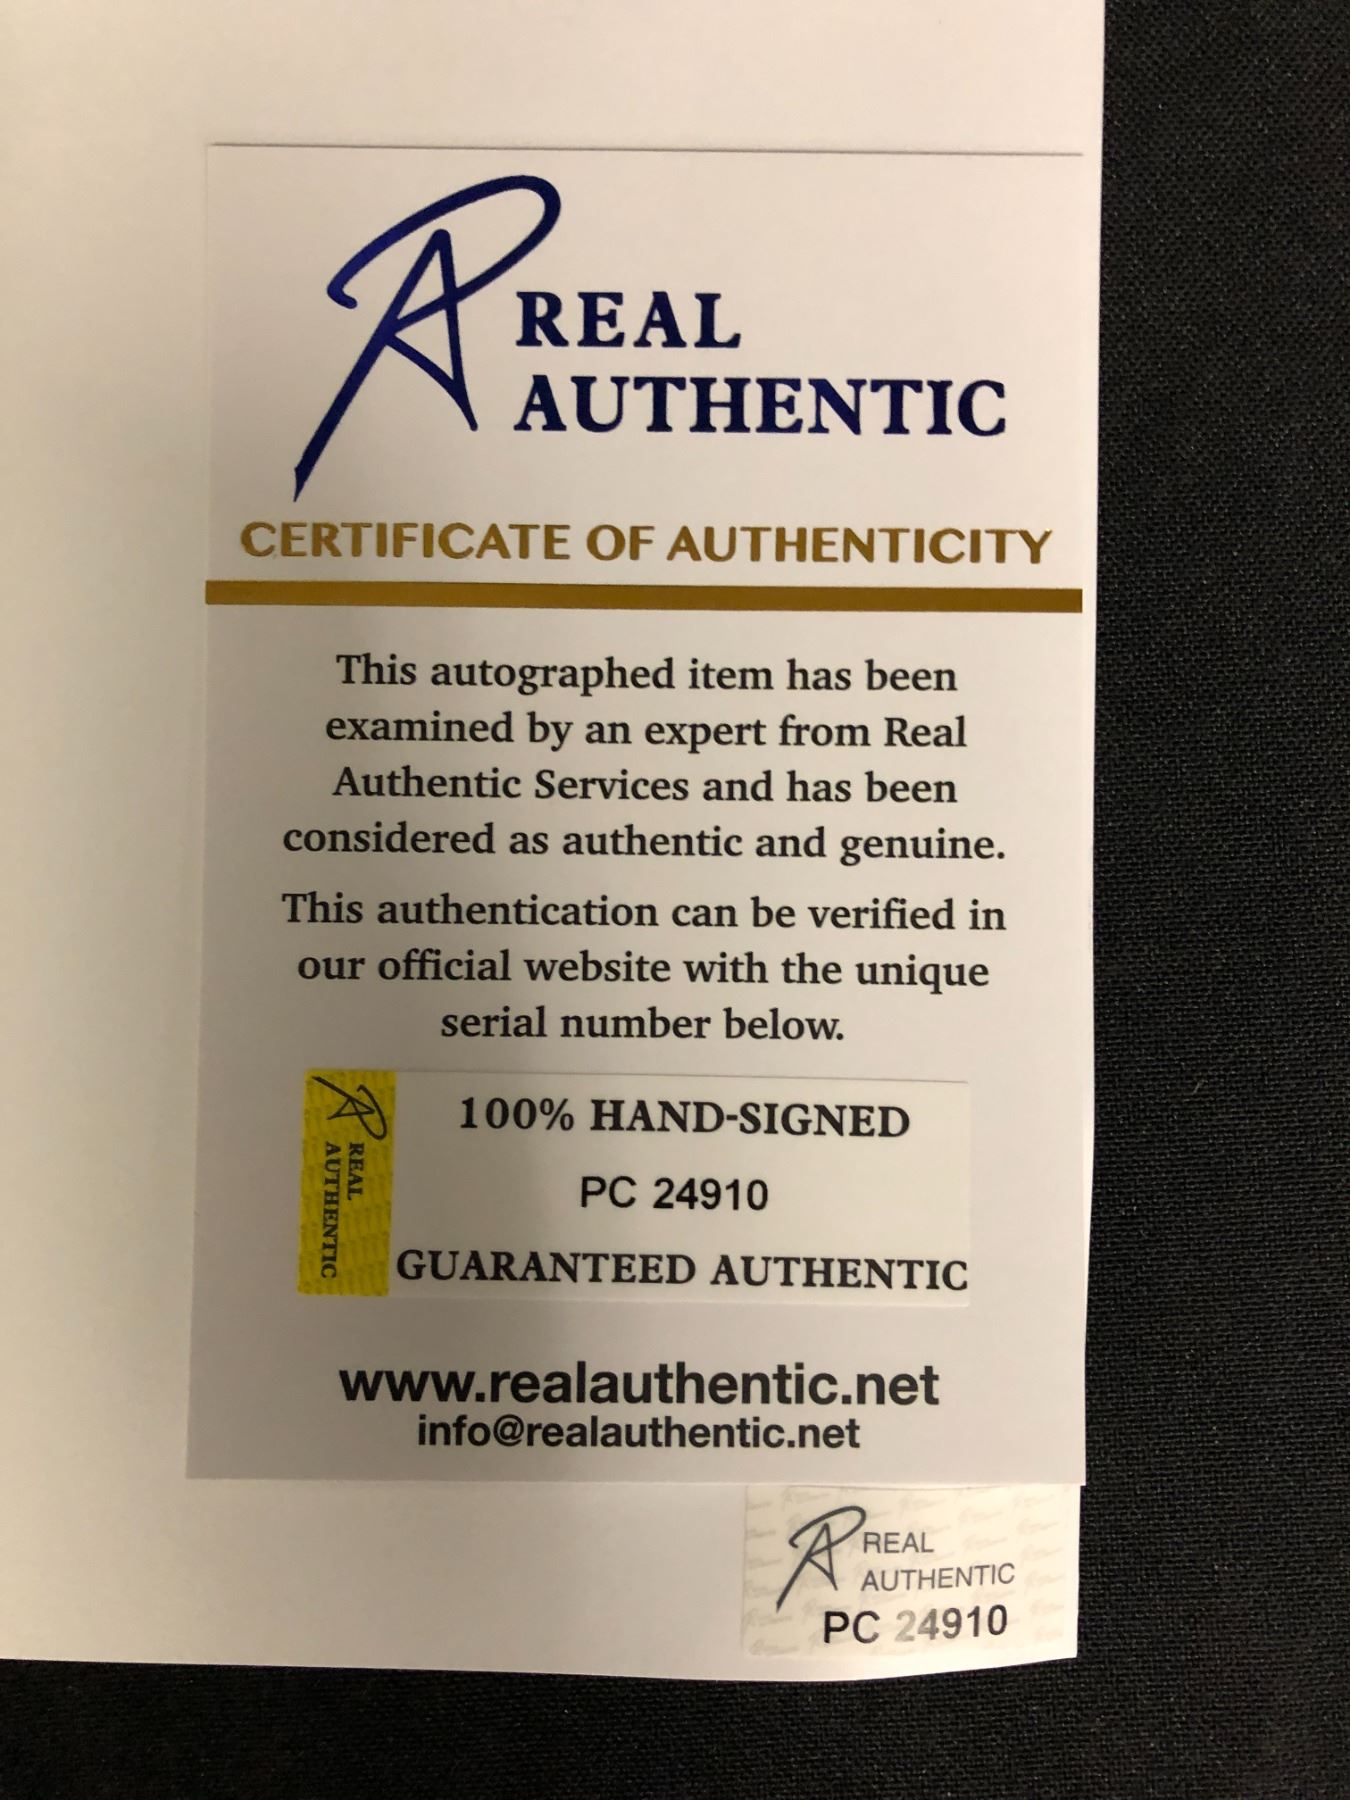 REAL
AUTHENTIC
CERTIFICATE OF AUTHENTICITY
This autographed item has been
examined by an expert from Real
Authentic Services and has been
considered as authentic and genuine.
This authentication can be verified in
our official website with the unique
serial number below.
REAL
AUTHENTIC
100% HAND-SIGNED
PC 24910
GUARANTEED AUTHENTIC
www.realauthentic.net
info@realauthentic.net
REAL
AUTHENTIC
PC 24910